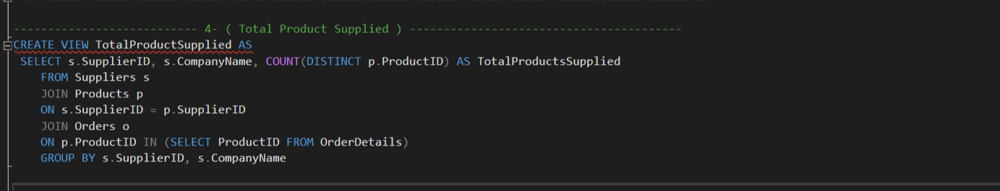 --------------------------- 4- ( Total Product Supplied ) ----------------------------------------
CREATE VIEW TotalProductSupplied AS
SELECT s.SupplierID, s.CompanyName, COUNT(DISTINCT p.ProductID) AS TotalProductsSupplied
FROM Suppliers s
JOIN Products p
ON s.SupplierID = p.SupplierID
JOIN Orders o
ON p.ProductID IN (SELECT ProductID FROM OrderDetails)
GROUP BY s.SupplierID, s.CompanyName